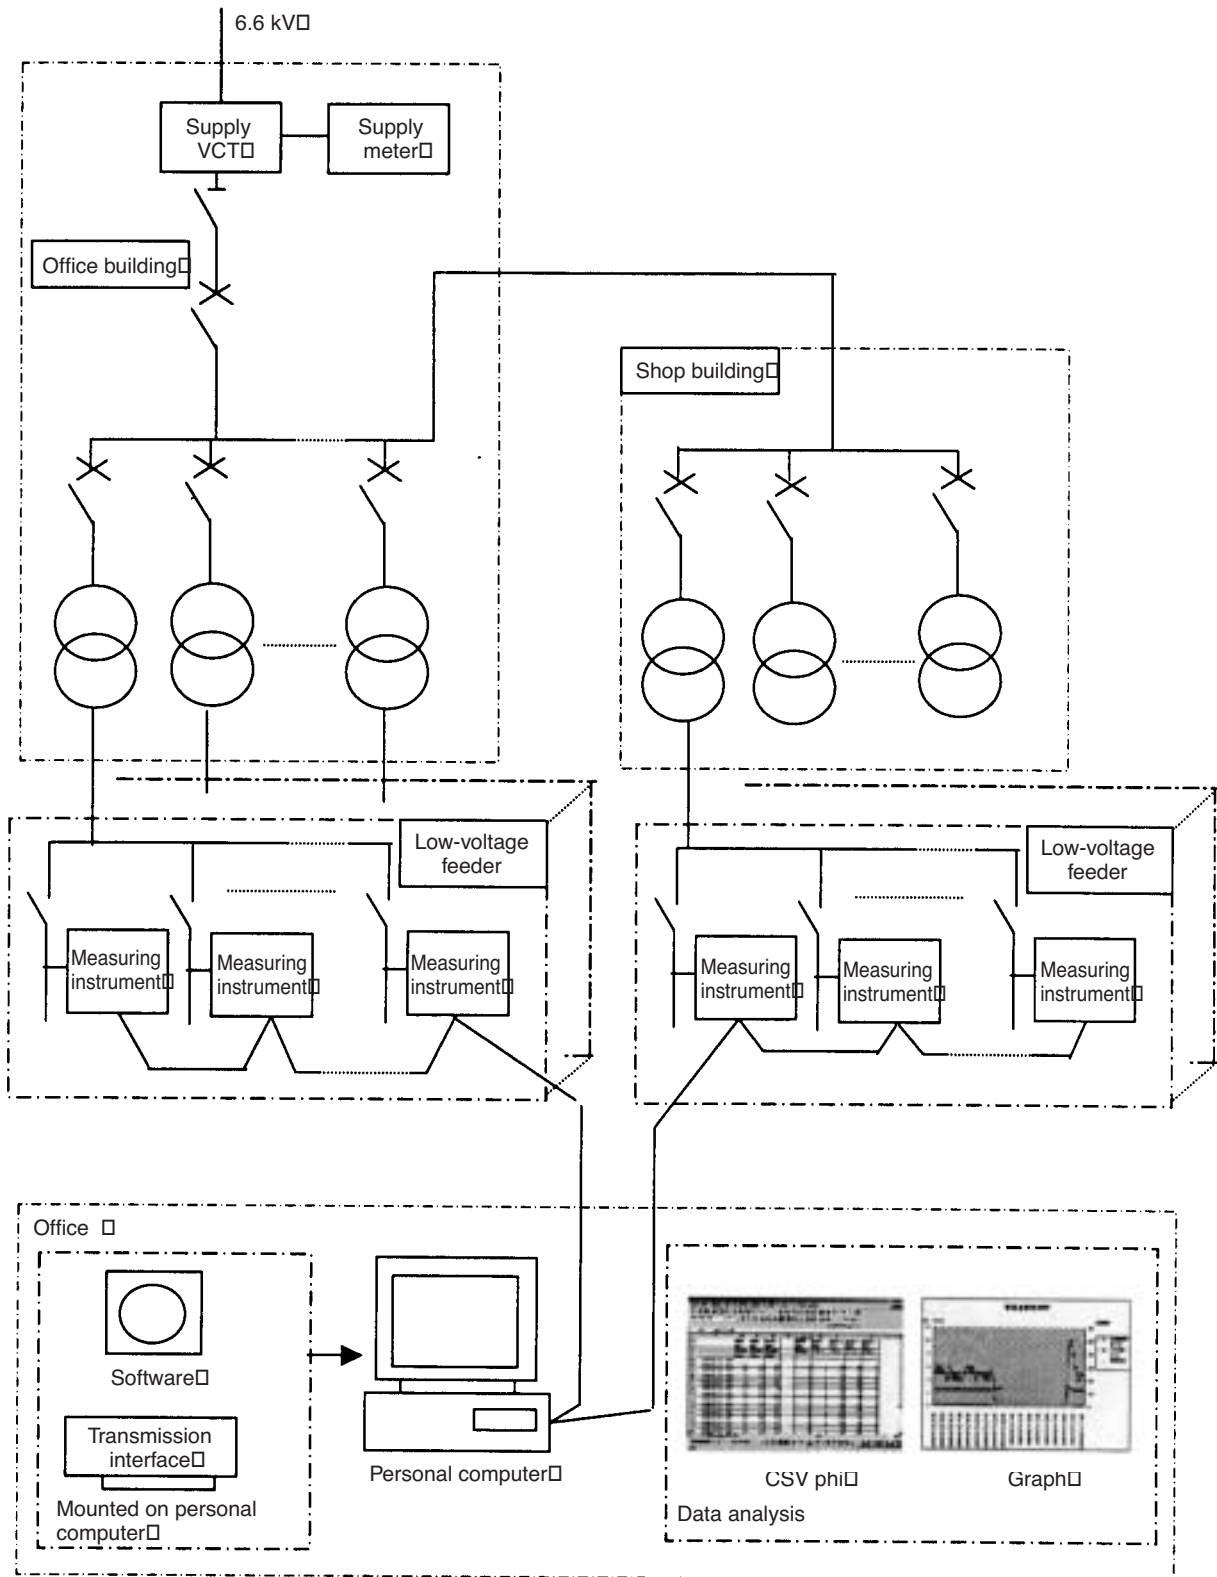 6.6 kV□
Supply
VCT□
Supply
meter□
Office building□
Shop building□
Low-voltage
feeder
Low-voltage
feeder
Measuring
instrument□
Measuring
instrument□
Measuring
instrument□
Measuring
instrument□
Measuring
instrument□
Measuring
instrument□
Office □
Software□
Transmission
interface□
Mounted on personal
computer□
Personal computer□
CSV phi□
Graph□
Data analysis